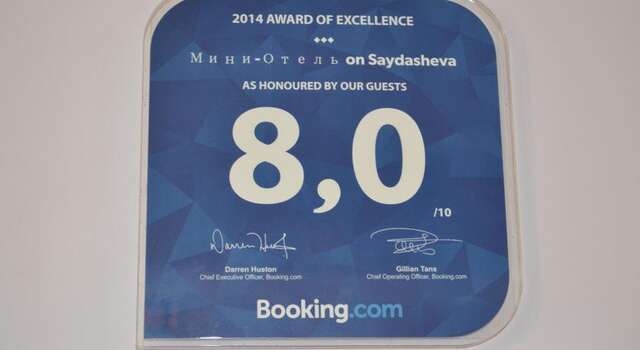 2014 AWARD OF EXCELLENCE
Мини-Отель on Saydasheva
AS HONOURED BY OUR GUESTS
8,0
/10
Darren Huston
Gillian Tans
Chief Executive Officer, Booking.com
Chief Operating Officer, Booking.com
Booking.com